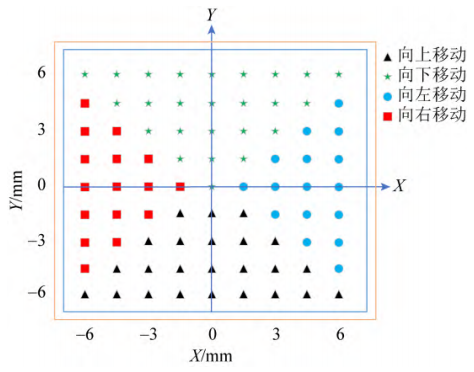 Y
▲ 向上移动
★ 向下移动
● 向左移动
■ 向右移动
6
3
0
−3
−6
Y/mm
X
−6 −3 0 3 6
X/mm